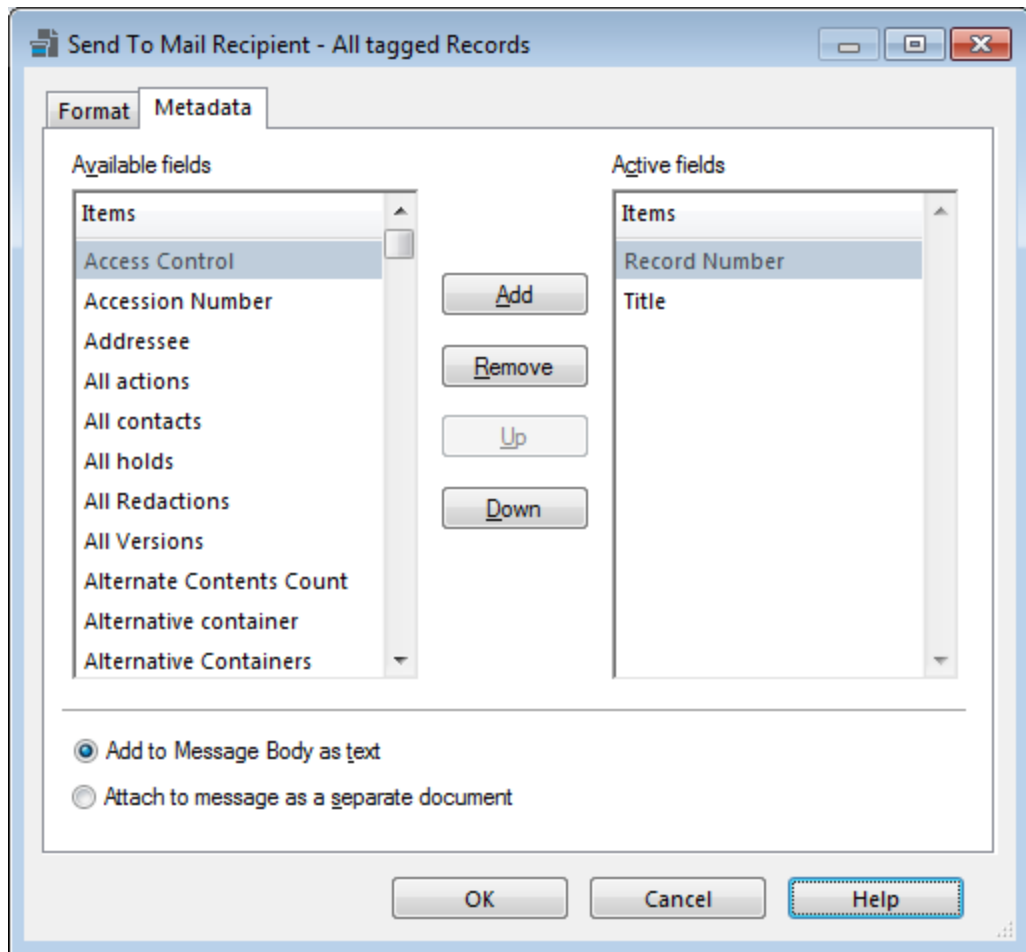 Send To Mail Recipient - All tagged Records
Format
Metadata
Available fields
Active fields
Items
Access Control
Accession Number
Addressee
All actions
All contacts
All holds
All Redactions
All Versions
Alternate Contents Count
Alternative container
Alternative Containers
Add
Remove
Up
Down
Items
Record Number
Title
Add to Message Body as text
Attach to message as a separate document
OK
Cancel
Help